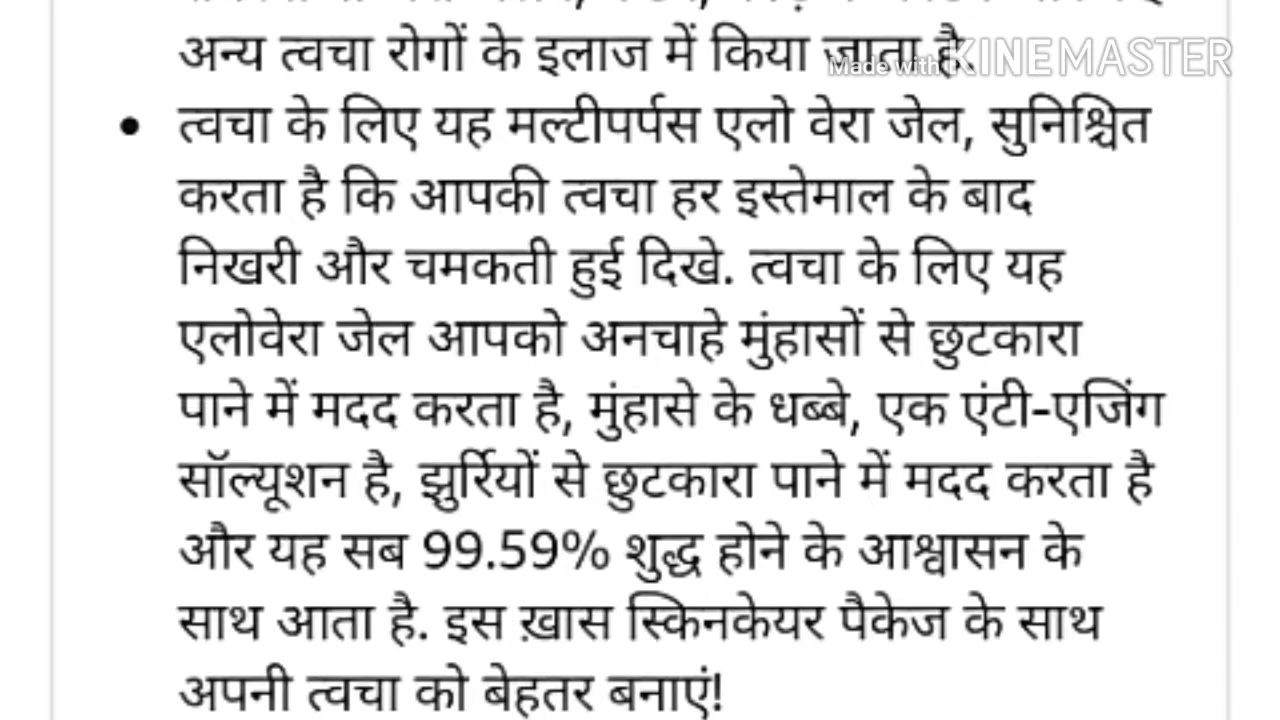 अन्य त्वचा रोगों के इलाज में किया जाता है.
Made with KINEMASTER
त्वचा के लिए यह मल्टीपर्पस एलो वेरा जेल, सुनिश्चित
करता है कि आपकी त्वचा हर इस्तेमाल के बाद
निखरी और चमकती हुई दिखे. त्वचा के लिए यह
एलोवेरा जेल आपको अनचाहे मुंहासों से छुटकारा
पाने में मदद करता है, मुंहासे के धब्बे, एक एंटी-एजिंग
सॉल्यूशन है, झुर्रियों से छुटकारा पाने में मदद करता है
और यह सब 99.59% शुद्ध होने के आश्वासन के
साथ आता है. इस ख़ास स्किनकेयर पैकेज के साथ
अपनी त्वचा को बेहतर बनाएं!